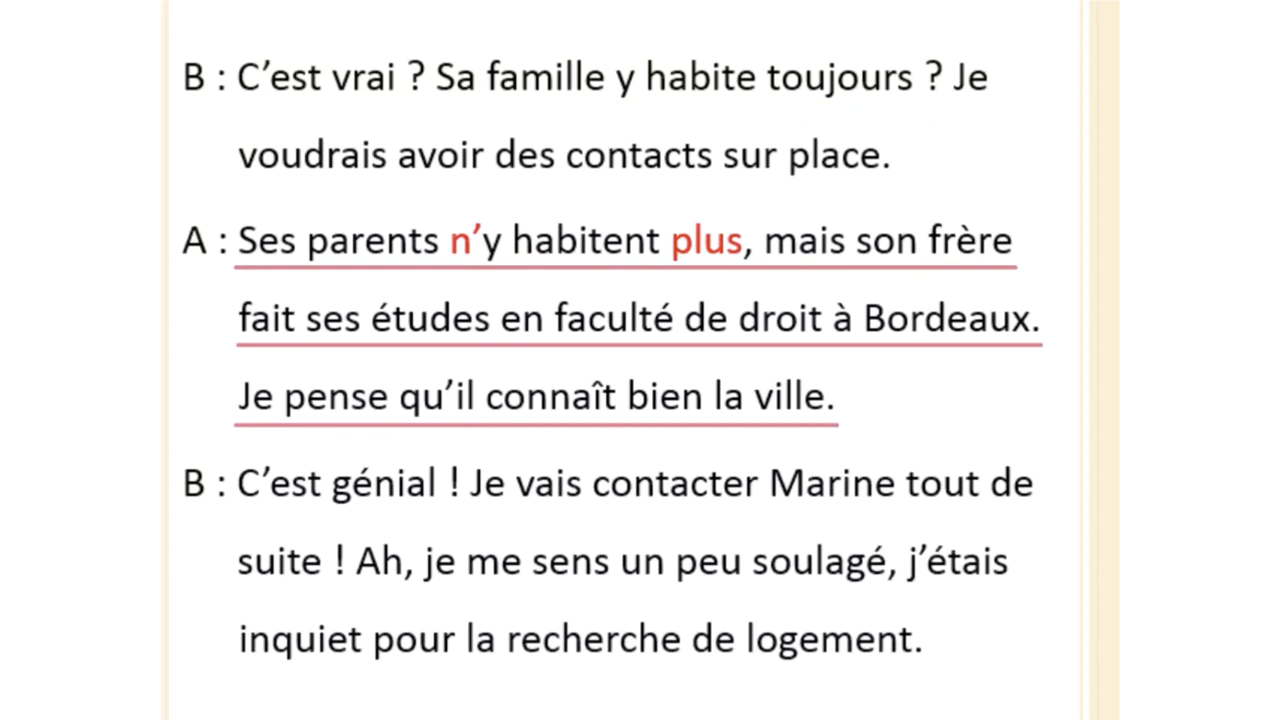 B : C’est vrai ? Sa famille y habite toujours ? Je
voudrais avoir des contacts sur place.
A : Ses parents n’y habitent plus, mais son frère
fait ses études en faculté de droit à Bordeaux.
Je pense qu’il connaît bien la ville.
B : C’est génial ! Je vais contacter Marine tout de
suite ! Ah, je me sens un peu soulagé, j’étais
inquiet pour la recherche de logement.